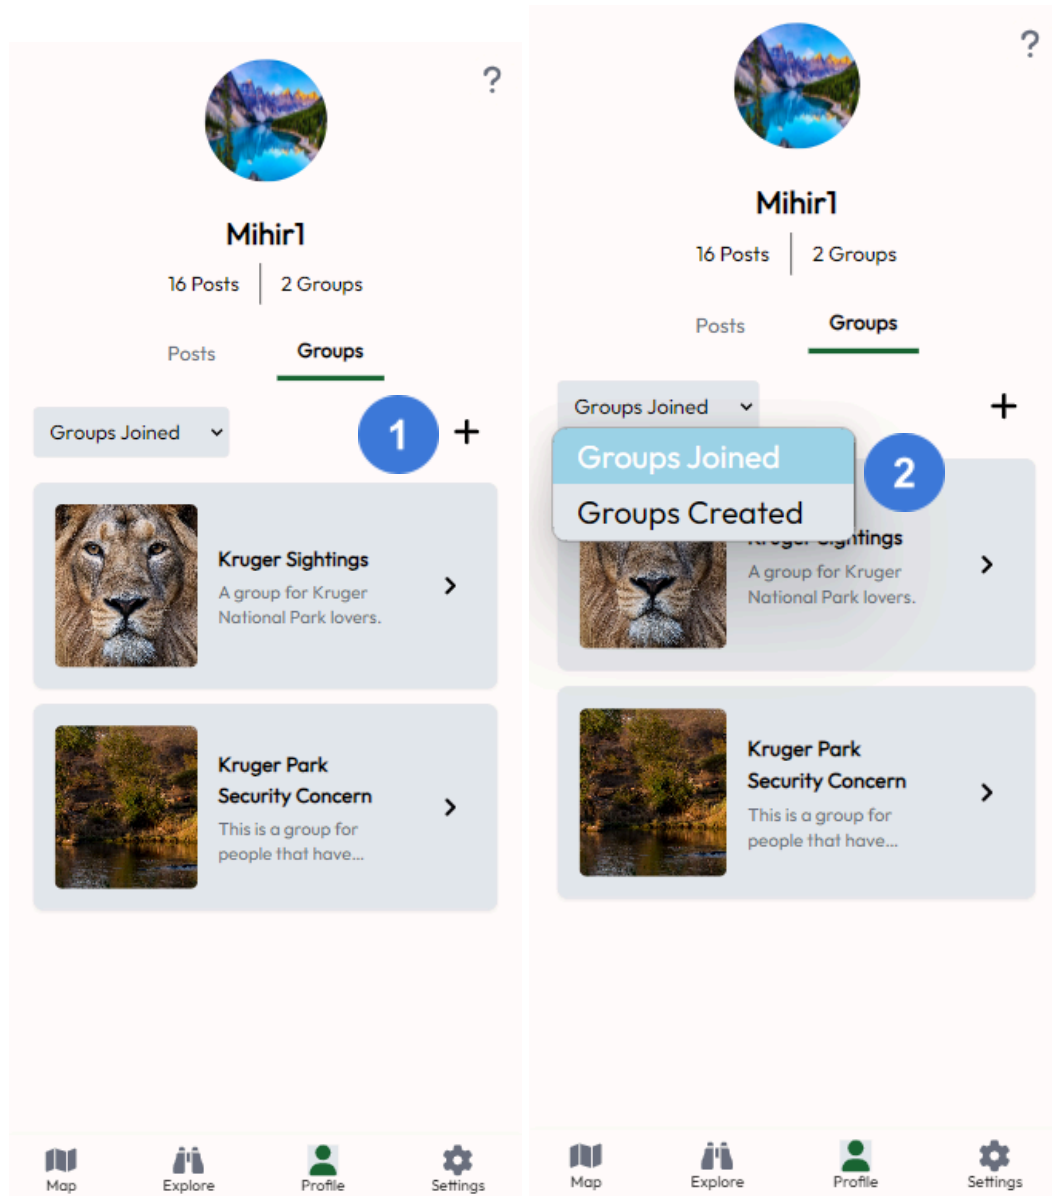 ?
Mihir1
16 Posts
2 Groups
Posts
Groups
Groups Joined
1
+
Kruger Sightings
A group for Kruger
National Park lovers.
Kruger Park
Security Concern
This is a group for
people that have...
Map
Explore
Profile
Settings
?
Mihir1
16 Posts
2 Groups
Posts
Groups
Groups Joined
+
Groups Joined
2
Groups Created
Kruger Sightings
A group for Kruger
National Park lovers.
Kruger Park
Security Concern
This is a group for
people that have...
Map
Explore
Profile
Settings